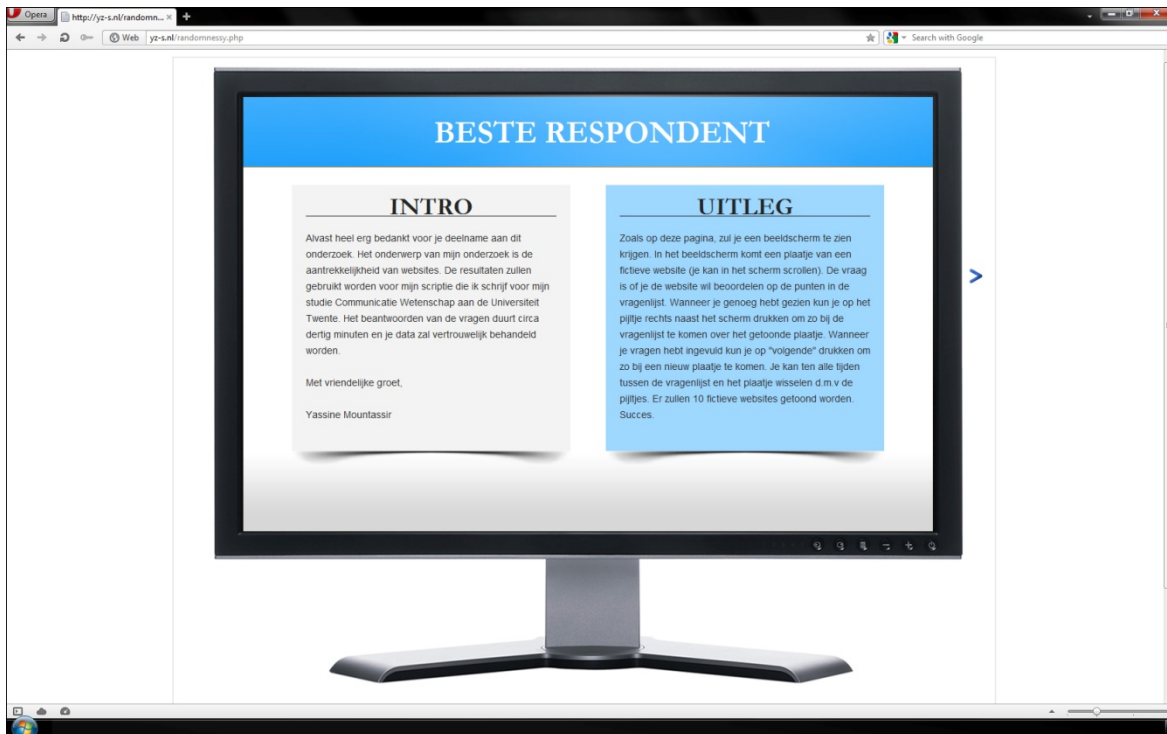 Opera
http://yz-s.nl/randomn...
Web yz-s.nl/randomnessy.php
Search with Google
BESTE RESPONDENT
INTRO
Alvast heel erg bedankt voor je deelname aan dit
onderzoek. Het onderwerp van mijn onderzoek is de
aantrekkelijkheid van websites. De resultaten zullen
gebruikt worden voor mijn scriptie die ik schrijf voor mijn
studie Communicatie Wetenschap aan de Universiteit
Twente. Het beantwoorden van de vragen duurt circa
dertig minuten en je data zal vertrouwelijk behandeld
worden.
Met vriendelijke groet,
Yassine Mountassir
UITLEG
Zoals op deze pagina, zul je een beeldscherm te zien
krijgen. In het beeldscherm komt een plaatje van een
fictieve website (je kan in het scherm scrollen). De vraag
is of je de website wil beoordelen op de punten in de
vragenlijst. Wanneer je genoeg hebt gezien kun je op het
pijltje rechts naast het scherm drukken om zo bij de
vragenlijst te komen over het getoonde plaatje. Wanneer
je vragen hebt ingevuld kun je op "volgende" drukken om
zo bij een nieuw plaatje te komen. Je kan ten alle tijden
tussen de vragenlijst en het plaatje wisselen d.m.v de
pijltjes. Er zullen 10 fictieve websites getoond worden.
Succes.